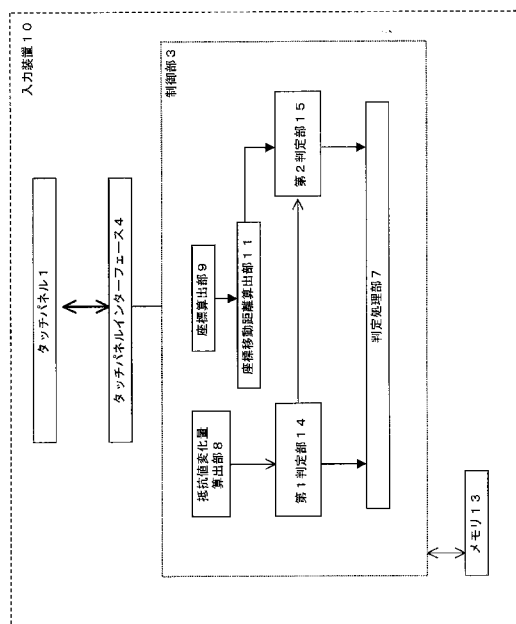 入力装置10
タッチパネル1
タッチパネルインターフェース4
制御部3
座標算出部9
座標移動距離算出部11
第2判定部15
抵抗値変化量
算出部8
第1判定部14
判定処理部7
メモリ13